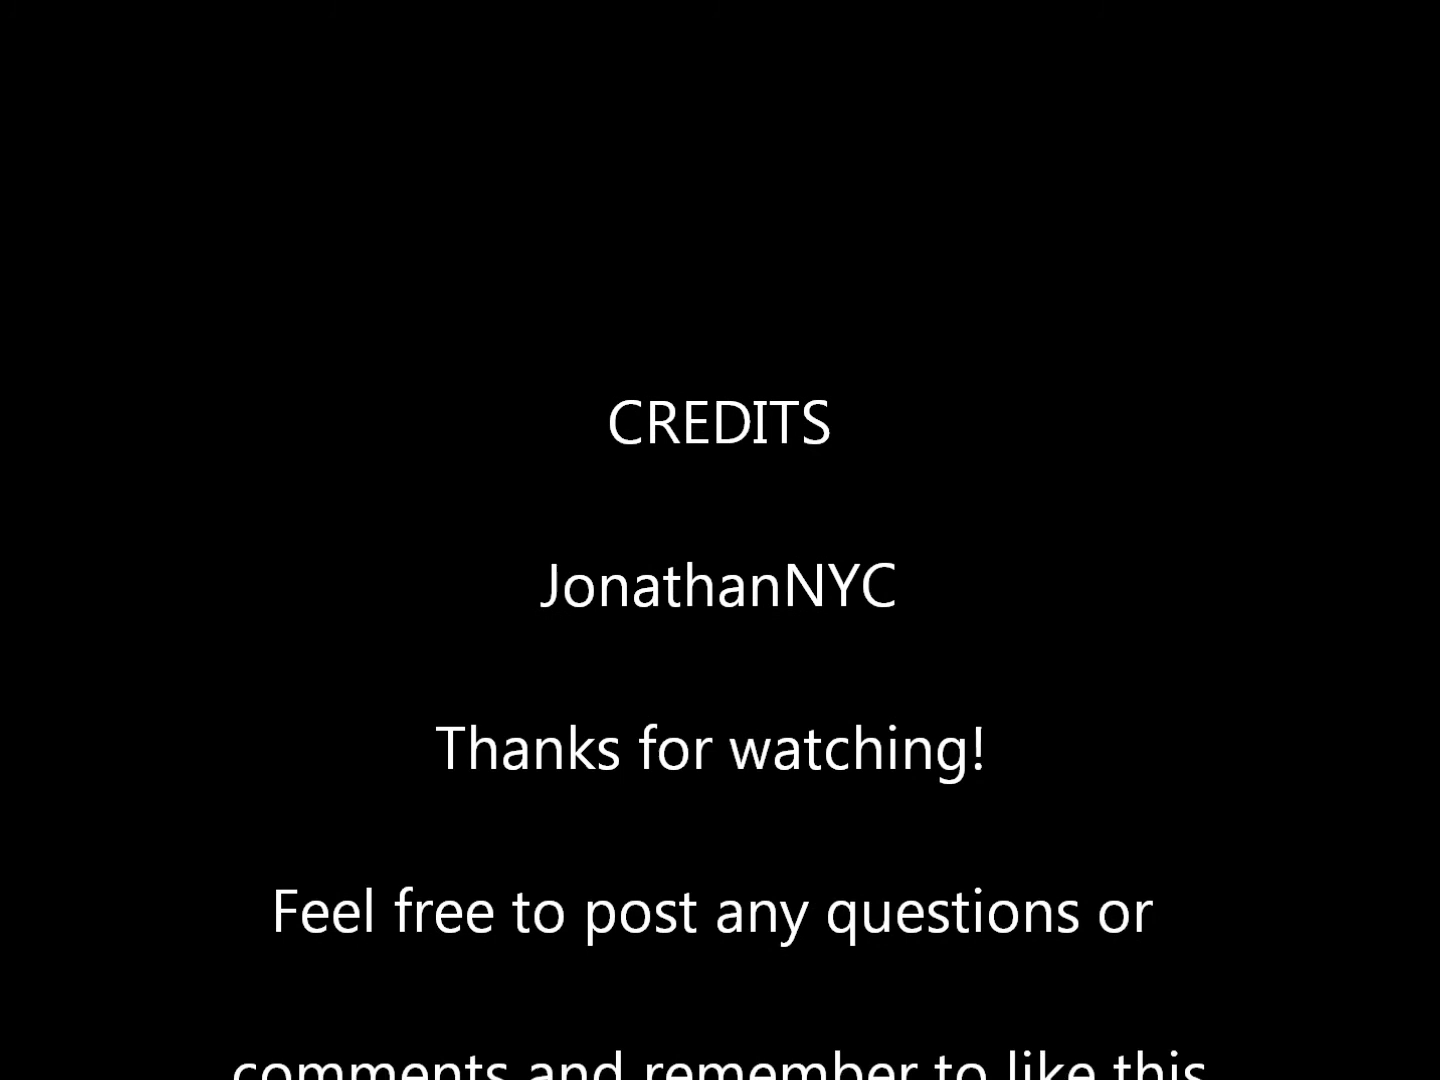 CREDITS
JonathanNYC
Thanks for watching!
Feel free to post any questions or
comments and remember to like this